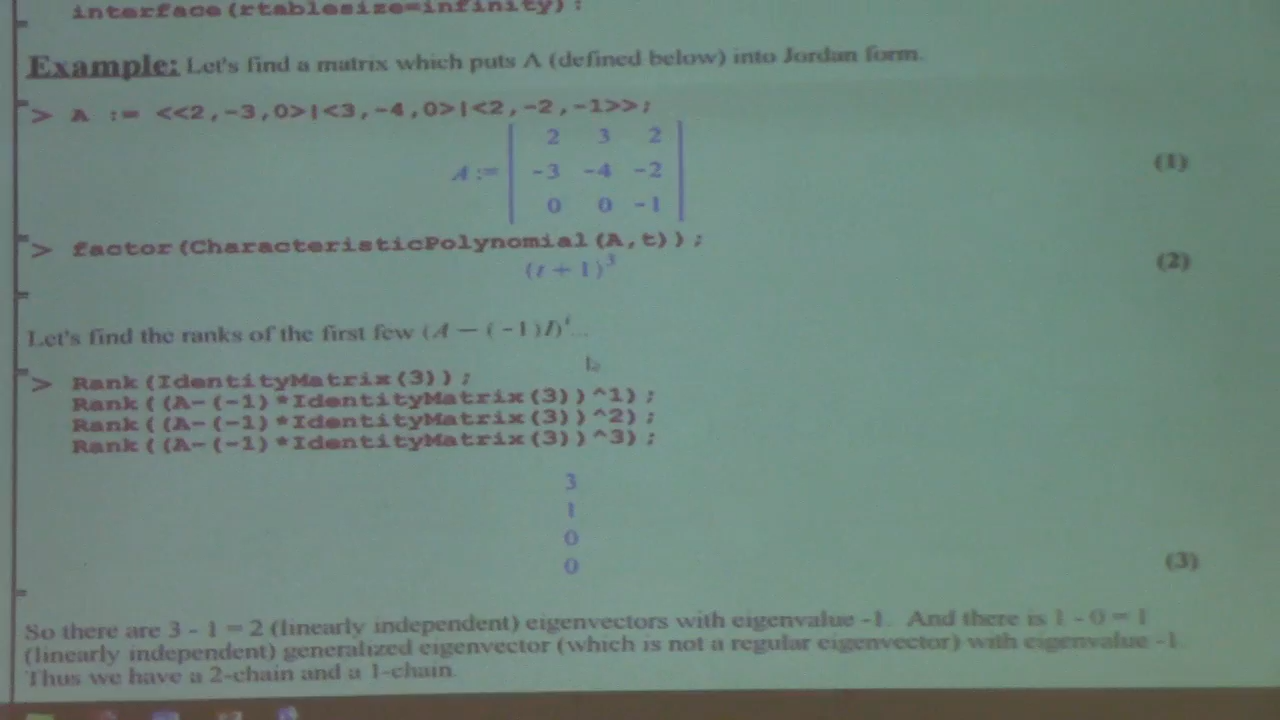 interface(rtablesize=infinity):
Example: Let's find a matrix which puts A (defined below) into Jordan form.
> A := <<2,-3,0>|<3,-4,0>|<2,-2,-1>>;
A := 2 3 2
-3 -4 -2
0 0 -1
(1)
> factor(CharacteristicPolynomial(A,t));
(t + 1)^3
(2)
Let's find the ranks of the first few (A − (-1)I)^i...
> Rank(IdentityMatrix(3));
Rank((A-(-1)*IdentityMatrix(3))^1);
Rank((A-(-1)*IdentityMatrix(3))^2);
Rank((A-(-1)*IdentityMatrix(3))^3);
3
1
0
0
(3)
So there are 3 - 1 = 2 (linearly independent) eigenvectors with eigenvalue -1. And there is 1 - 0 = 1
(linearly independent) generalized eigenvector (which is not a regular eigenvector) with eigenvalue -1.
Thus we have a 2-chain and a 1-chain.